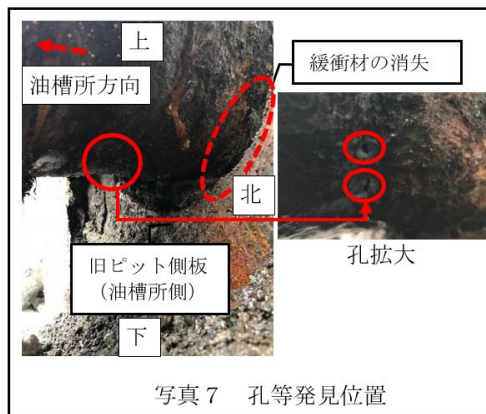 上
油槽所方向
緩衝材の消失
北
孔拡大
旧ピット側板
（油槽所側）
下
写真７　孔等発見位置